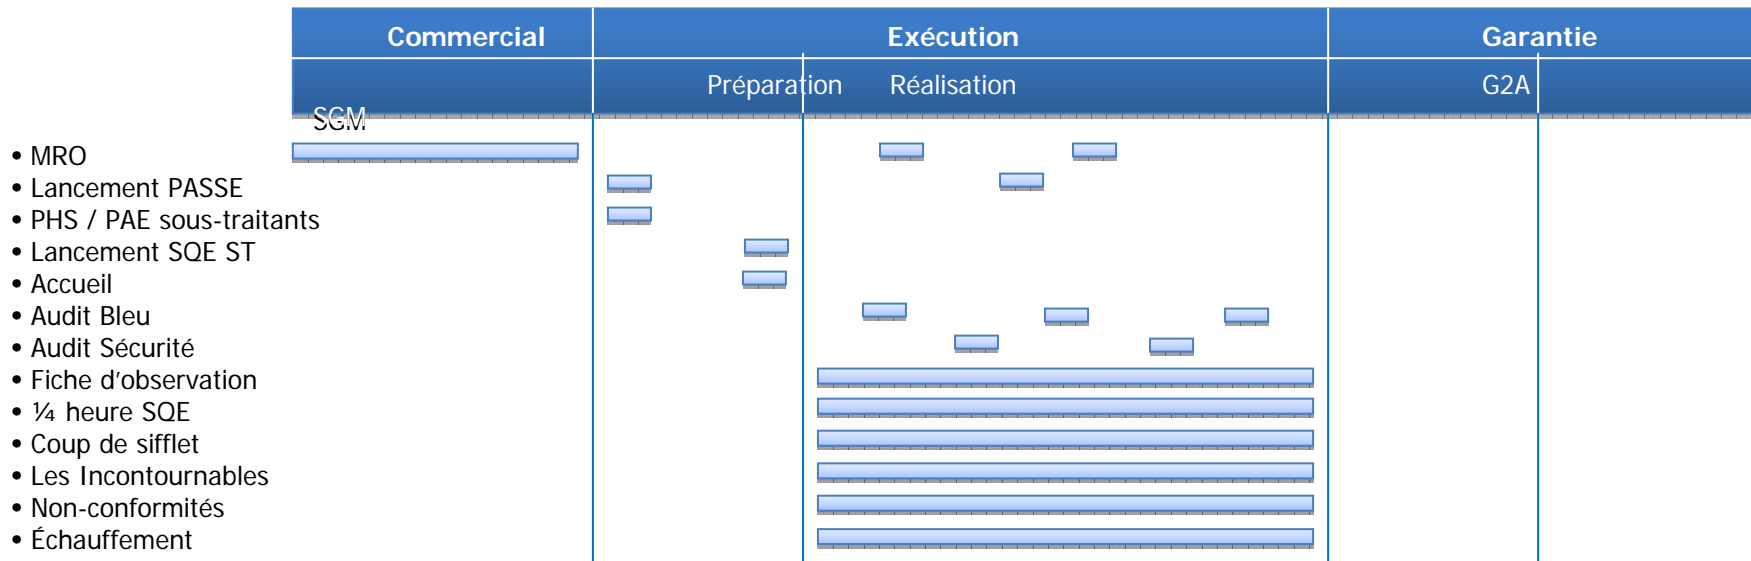 Commercial Exécution Garantie
Préparation Réalisation G2A
SGM
• MRO
• Lancement PASSE
• PHS / PAE sous-traitants
• Lancement SQE ST
• Accueil
• Audit Bleu
• Audit Sécurité
• Fiche d'observation
• ¼ heure SQE
• Coup de sifflet
• Les Incontournables
• Non-conformités
• Échauffement